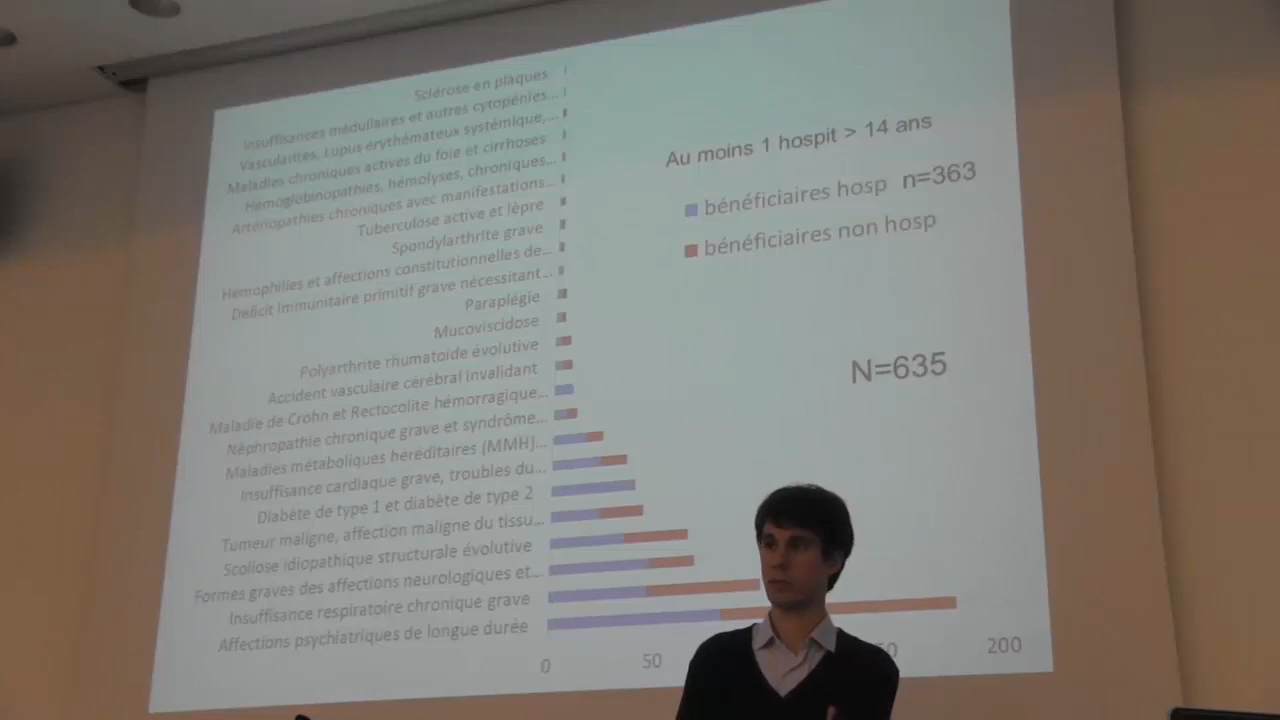 Sclérose en plaques
Insuffisances médullaires et autres cytopénies...
Vascularites, Lupus érythémateux systémique,...
Maladies chroniques actives du foie et cirrhoses
Hémoglobinopathies, hémolyses, chroniques...
Artériopathies chroniques avec manifestations...
Tuberculose active et lèpre
Spondylarthrite grave
Hémophilies et affections constitutionnelles de...
Déficit immunitaire primitif grave nécessitant...
Paraplégie
Mucoviscidose
Polyarthrite rhumatoïde évolutive
Accident vasculaire cérébral invalidant
Maladie de Crohn et Rectocolite hémorragique...
Néphropathie chronique grave et syndrôme...
Maladies métaboliques heréditaires (MMH)...
Insuffisance cardiaque grave, troubles du...
Diabète de type 1 et diabète de type 2
Tumeur maligne, affection maligne du tissu...
Scoliose idiopathique structurale évolutive
Formes graves des affections neurologiques et...
Insuffisance respiratoire chronique grave
Affections psychiatriques de longue durée
0
50
200
Au moins 1 hospit > 14 ans
bénéficiaires hosp n=363
bénéficiaires non hosp
N=635